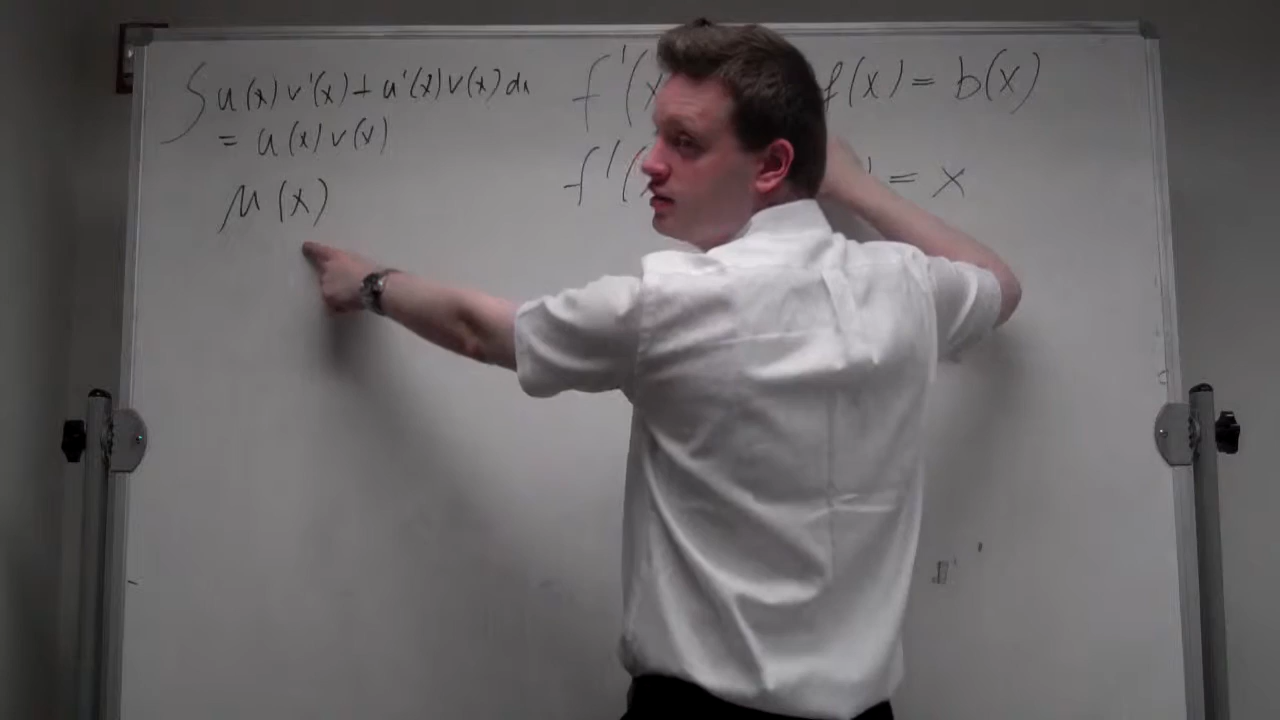 ∫ u(x) v'(x) + u'(x) v(x) dx
= u(x) v(x)
μ(x)
f'(x f(x) = b(x)
f'( ' = x